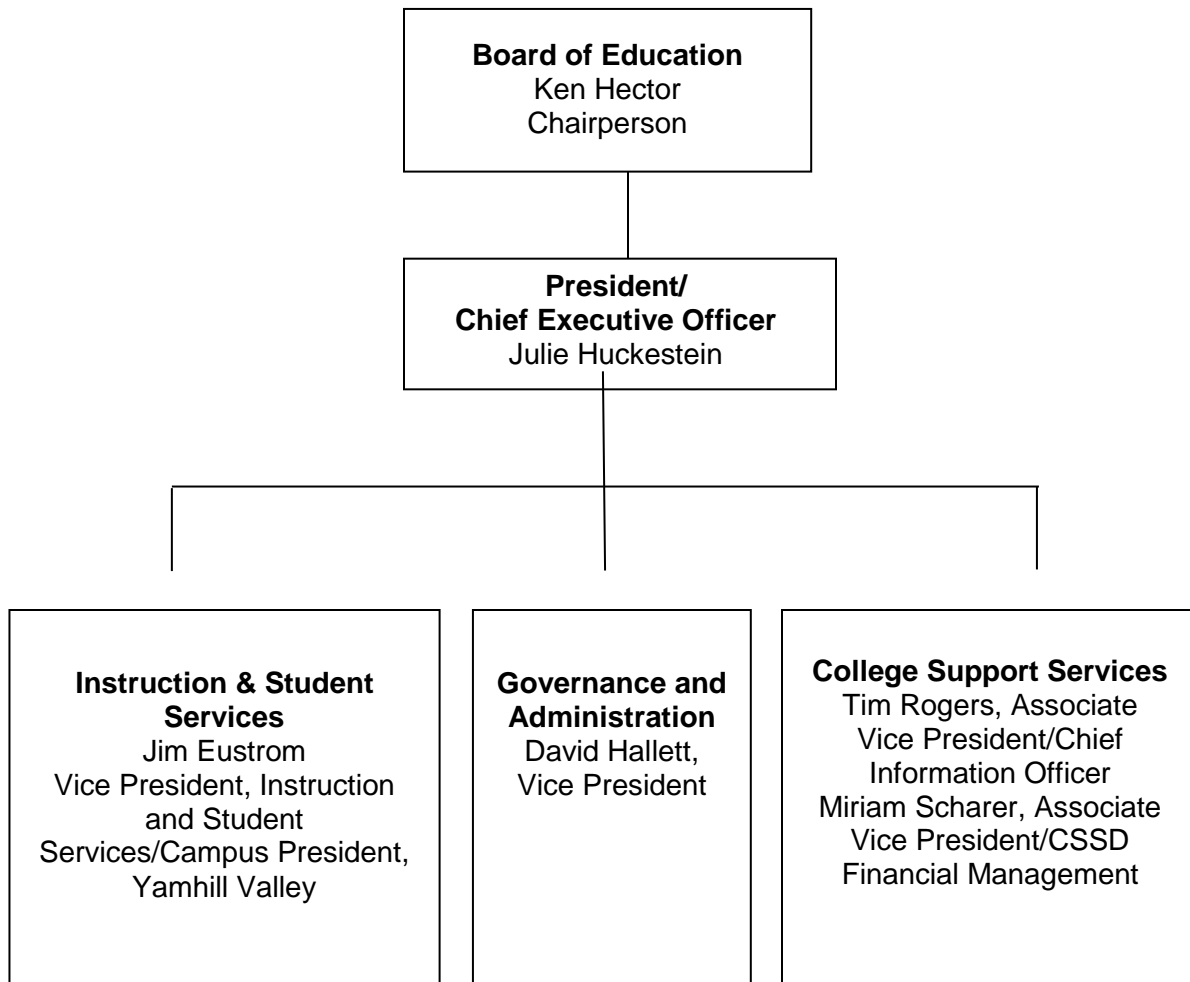 Board of Education
Ken Hector
Chairperson
President/
Chief Executive Officer
Julie Huckestein
Instruction & Student
Services
Jim Eustrom
Vice President, Instruction
and Student
Services/Campus President,
Yamhill Valley
Governance and
Administration
David Hallett,
Vice President
College Support Services
Tim Rogers, Associate
Vice President/Chief
Information Officer
Miriam Scharer, Associate
Vice President/CSSD
Financial Management